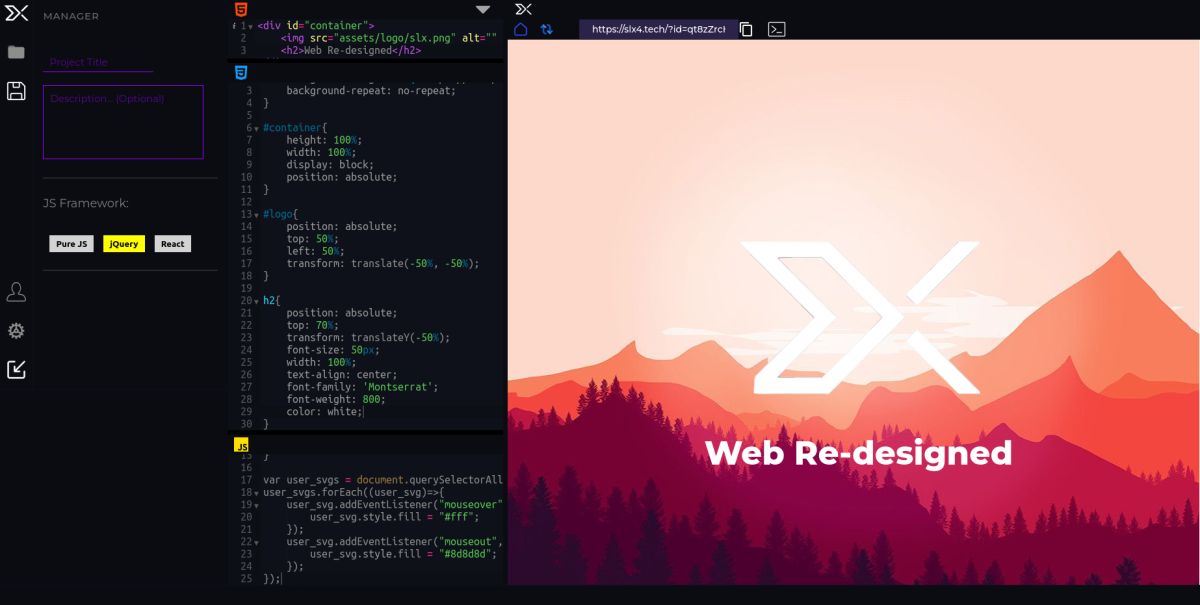 MANAGER
Project Title
Description... (Optional)
JS Framework:
Pure JS
jQuery
React
i 1 <div id="container">
2 <img src="assets/logo/slx.png" alt=""
3 <h2>Web Re-designed</h2>
3 background-repeat: no-repeat;
4 }
5
6 #container{
7 height: 100%;
8 width: 100%;
9 display: block;
10 position: absolute;
11 }
12
13 #logo{
14 position: absolute;
15 top: 50%;
16 left: 50%;
17 transform: translate(-50%, -50%);
18 }
19
20 h2{
21 position: absolute;
22 top: 70%;
23 transform: translateY(-50%);
24 font-size: 50px;
25 width: 100%;
26 text-align: center;
27 font-family: 'Montserrat';
28 font-weight: 800;
29 color: white;
30 }
JS
15 }
16
17 var user_svgs = document.querySelectorAll
18 user_svgs.forEach((user_svg)=>{
19 user_svg.addEventListener("mouseover"
20 user_svg.style.fill = "#fff";
21 });
22 user_svg.addEventListener("mouseout",
23 user_svg.style.fill = "#8d8d8d";
24 });
25 });
https://slx4.tech/?id=qt8zZrcl
Web Re-designed